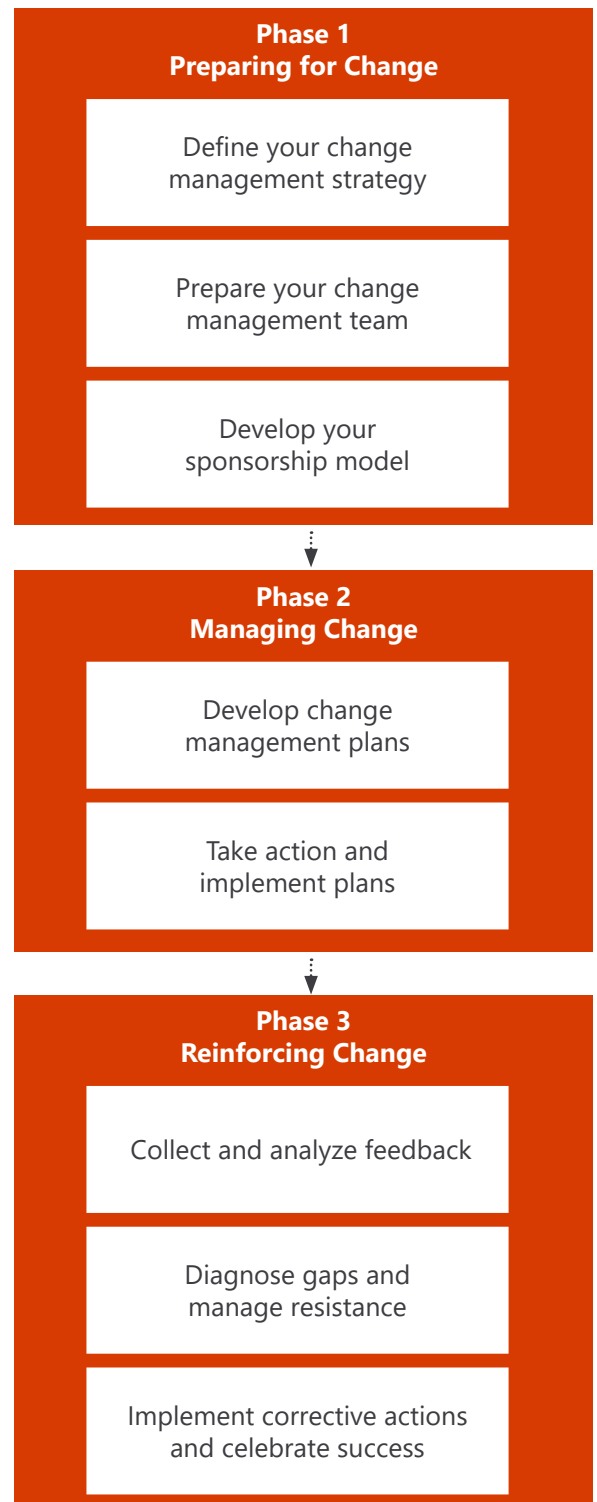 Phase 1
Preparing for Change
Define your change
management strategy
Prepare your change
management team
Develop your
sponsorship model
Phase 2
Managing Change
Develop change
management plans
Take action and
implement plans
Phase 3
Reinforcing Change
Collect and analyze feedback
Diagnose gaps and
manage resistance
Implement corrective actions
and celebrate success